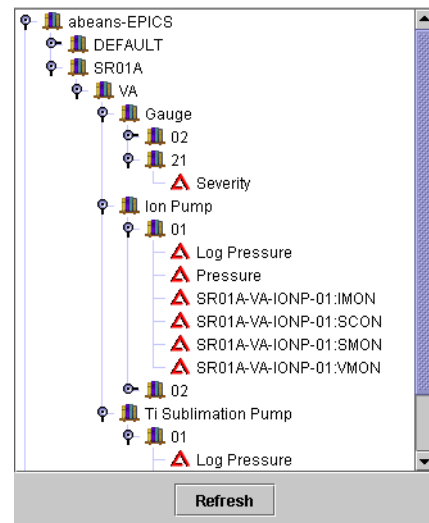 abeans-EPICS
DEFAULT
SR01A
VA
Gauge
02
21
Severity
Ion Pump
01
Log Pressure
Pressure
SR01A-VA-IONP-01:IMON
SR01A-VA-IONP-01:SCON
SR01A-VA-IONP-01:SMON
SR01A-VA-IONP-01:VMON
02
Ti Sublimation Pump
01
Log Pressure
Refresh